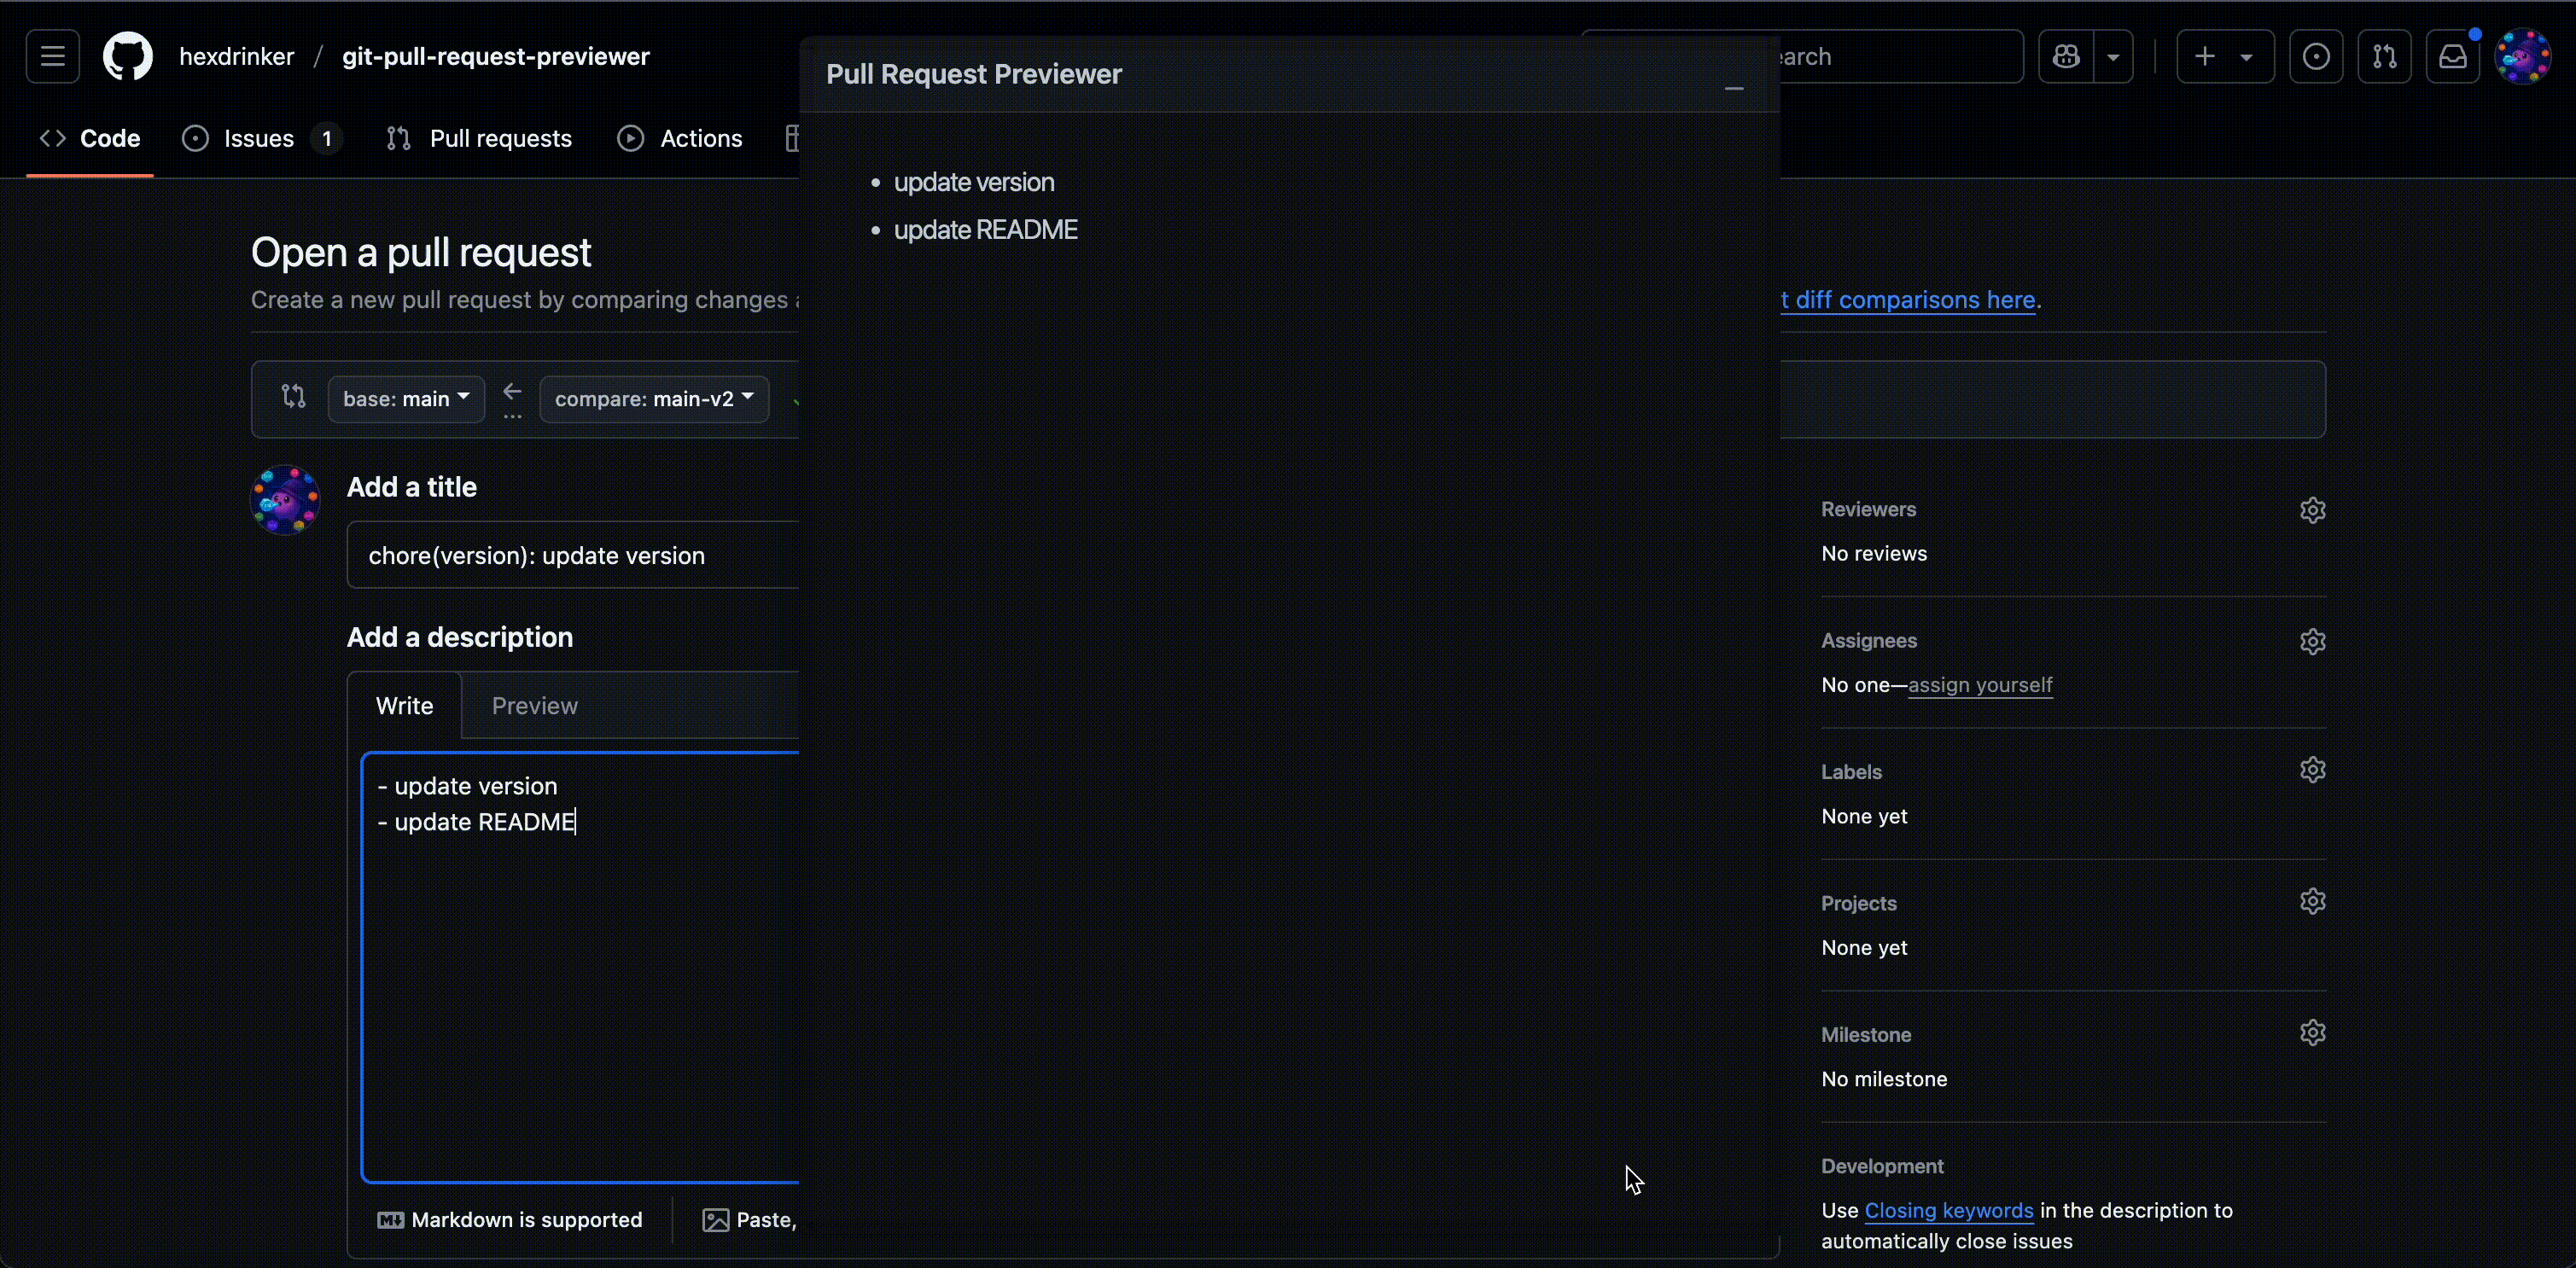 hexdrinker / git-pull-request-previewer
Code
Issues 1
Pull requests
Actions
Pull Request Previewer
update version
update README
Open a pull request
Create a new pull request by comparing changes
diff comparisons here.
base: main
compare: main-v2
Add a title
chore(version): update version
Add a description
Write
Preview
- update version
- update README
Markdown is supported
Paste,
Reviewers
No reviews
Assignees
No one—assign yourself
Labels
None yet
Projects
None yet
Milestone
No milestone
Development
Use Closing keywords in the description to
automatically close issues